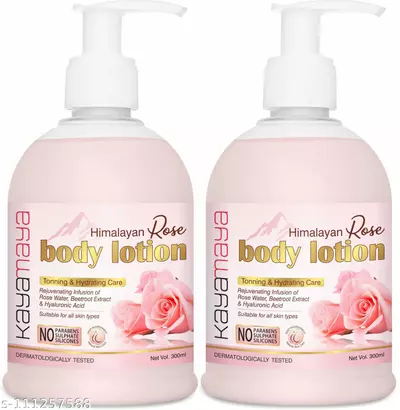 kayamaya
Himalayan Rose
body lotion
Tonning & Hydrating Care
Rejuvenating Infusion of
Rose Water, Beetroot Extract
& Hyaluronic Acid
Suitable for all skin types
NO PARABENS
SULPHATE
SILICONES
DERMATOLOGICALLY TESTED
Net Vol. 300ml
kayamaya
Himalayan Rose
body lotion
Tonning & Hydrating Care
Rejuvenating Infusion of
Rose Water, Beetroot Extract
& Hyaluronic Acid
Suitable for all skin types
NO PARABENS
SULPHATE
SILICONES
DERMATOLOGICALLY TESTED
Net Vol. 300ml
s-111257588